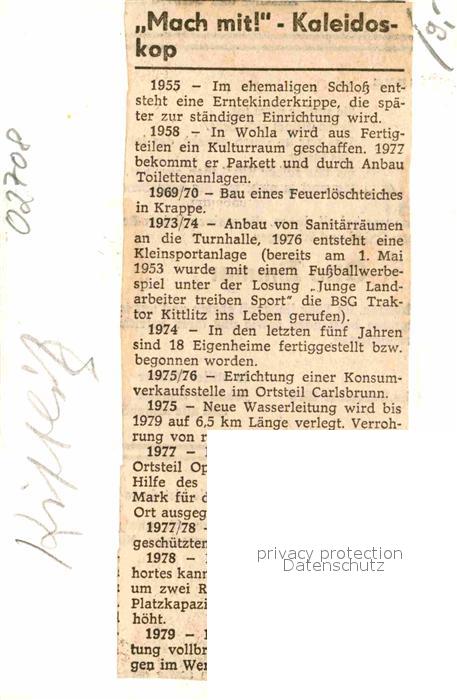 „Mach mit!" - Kaleidos-
kop
1955 – Im ehemaligen Schloß ent-
steht eine Erntekinderkrippe, die spä-
ter zur ständigen Einrichtung wird.
1958 – In Wohla wird aus Fertig-
teilen ein Kulturraum geschaffen. 1977
bekommt er Parkett und durch Anbau
Toilettenanlagen.
1969/70 – Bau eines Feuerlöschteiches
in Krappe.
1973/74 – Anbau von Sanitärräumen
an die Turnhalle, 1976 entsteht eine
Kleinsportanlage (bereits am 1. Mai
1953 wurde mit einem Fußballwerbe-
spiel unter der Losung „Junge Land-
arbeiter treiben Sport" die BSG Trak-
tor Kittlitz ins Leben gerufen).
1974 – In den letzten fünf Jahren
sind 18 Eigenheime fertiggestellt bzw.
begonnen worden.
1975/76 – Errichtung einer Konsum-
verkaufsstelle im Ortsteil Carlsbrunn.
1975 – Neue Wasserleitung wird bis
1979 auf 6,5 km Länge verlegt. Verroh-
rung von
1977 –
Ortsteil Op
Hilfe des
Mark für d
Ort ausgeg
1977/78 –
geschützten
1978 –
hortes kann
um zwei R
Platzkapazi
höht.
1979 –
tung vollbr
gen im Wer
privacy protection
Datenschutz
02708
Kittlitz
9,-